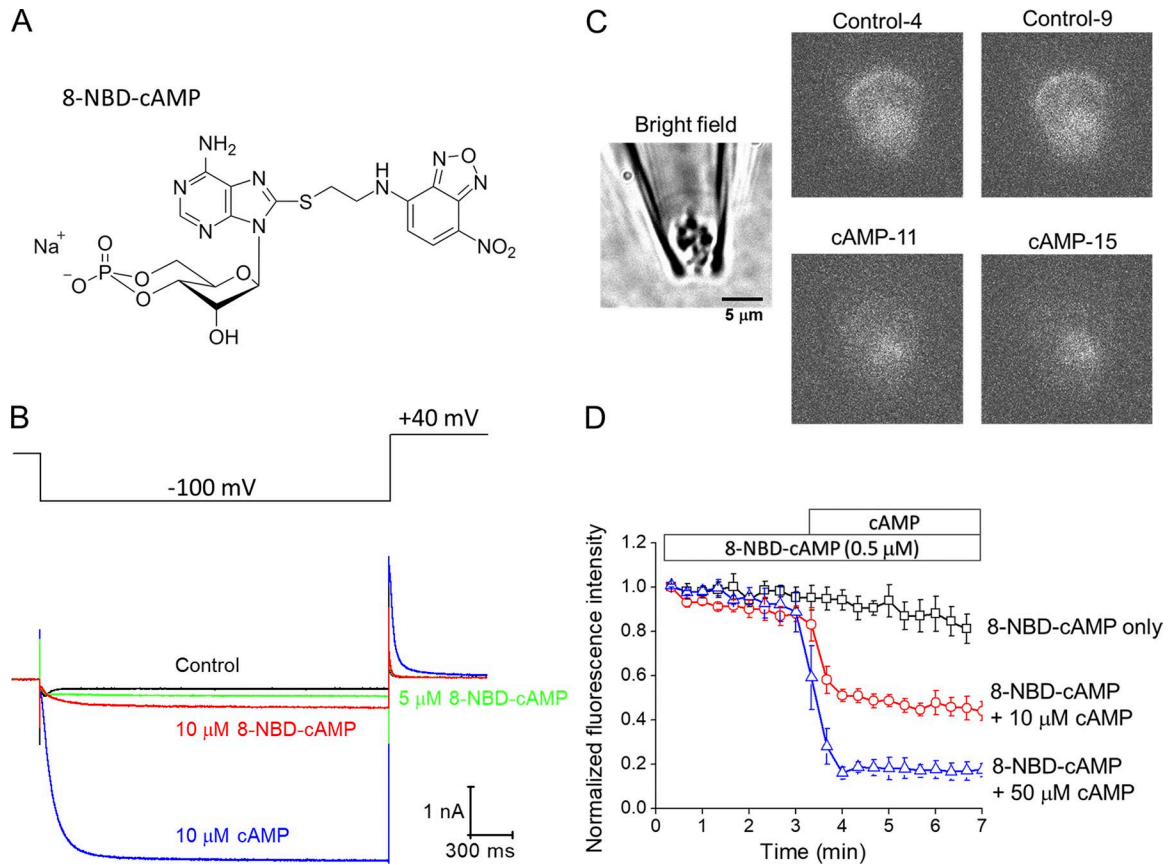 A
8-NBD-cAMP
NH2
N
N
N
N
S
H
N
N
O
N
NO2
Na+
O
−O
P
O
O
O
OH
B
+40 mV
-100 mV
Control
5 μM 8-NBD-cAMP
10 μM 8-NBD-cAMP
10 μM cAMP
1 nA
300 ms
C
Bright field
5 μm
Control-4
Control-9
cAMP-11
cAMP-15
D
cAMP
8-NBD-cAMP (0.5 μM)
Normalized fluorescence intensity
1.2
1.0
0.8
0.6
0.4
0.2
0.0
0 1 2 3 4 5 6 7
Time (min)
8-NBD-cAMP only
8-NBD-cAMP
+ 10 μM cAMP
8-NBD-cAMP
+ 50 μM cAMP